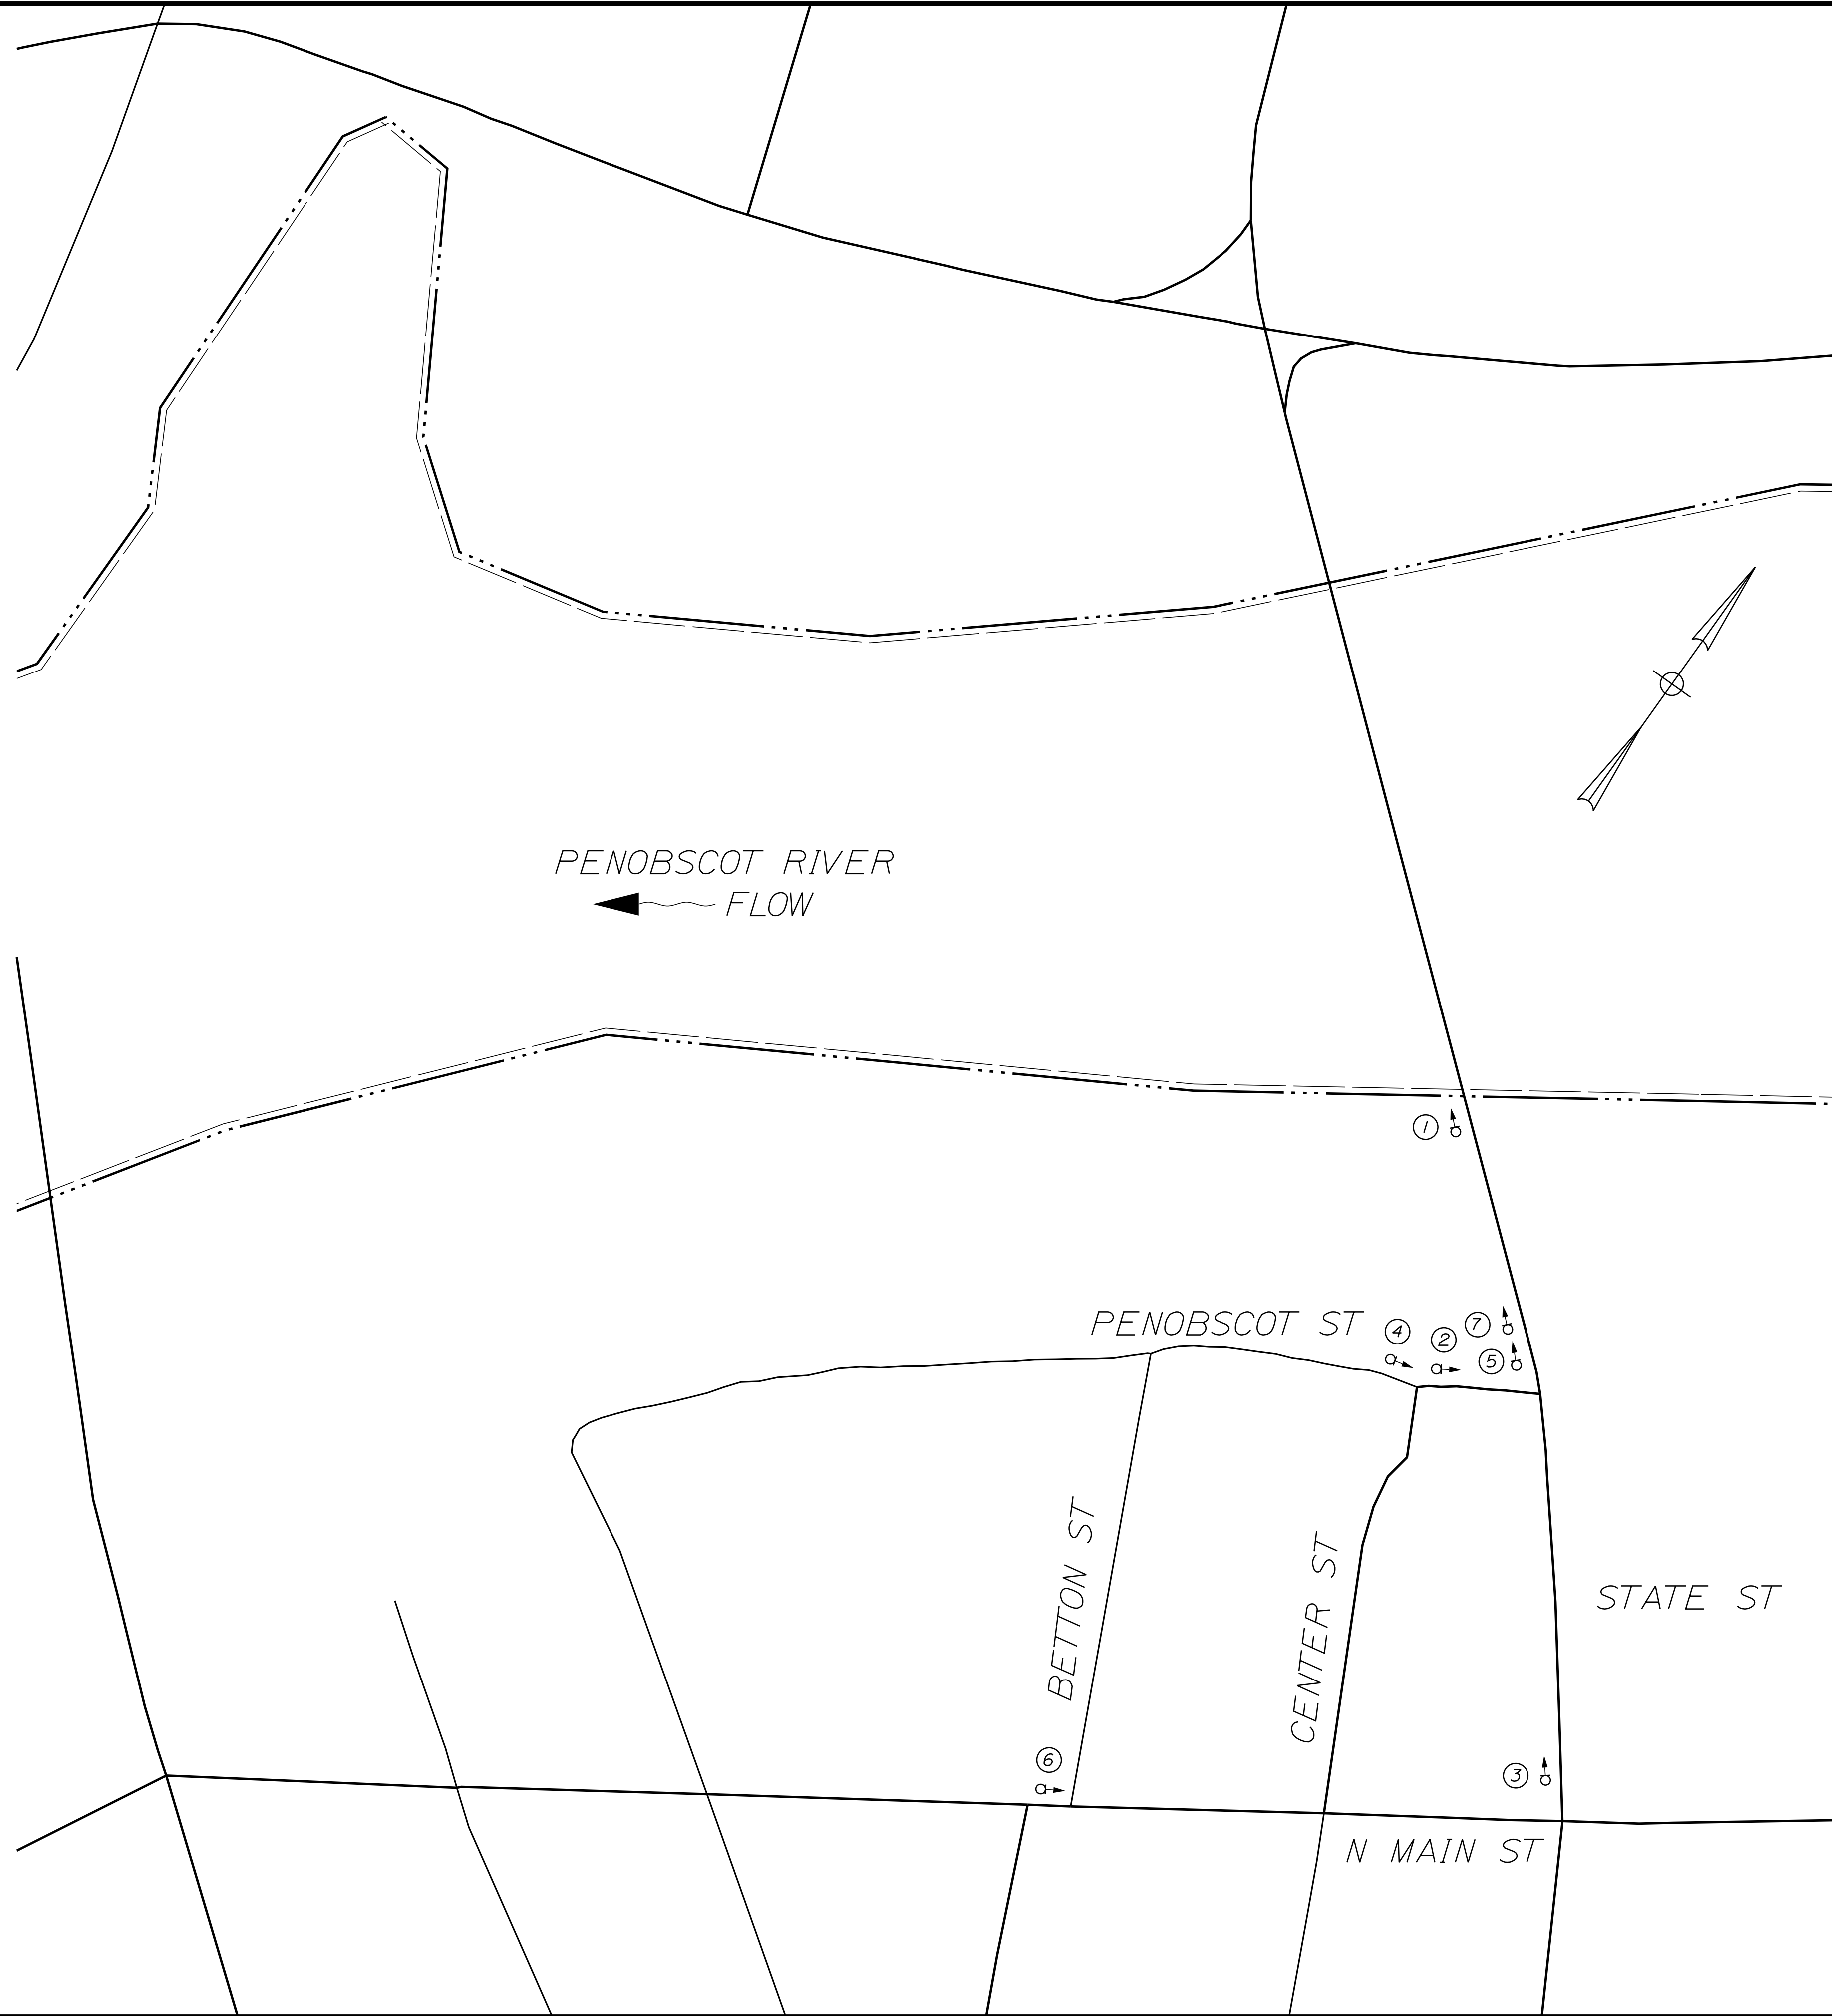 PENOBSCOT RIVER
FLOW
1
PENOBSCOT ST
4
2
7
5
BETTON ST
CENTER ST
STATE ST
6
3
N MAIN ST